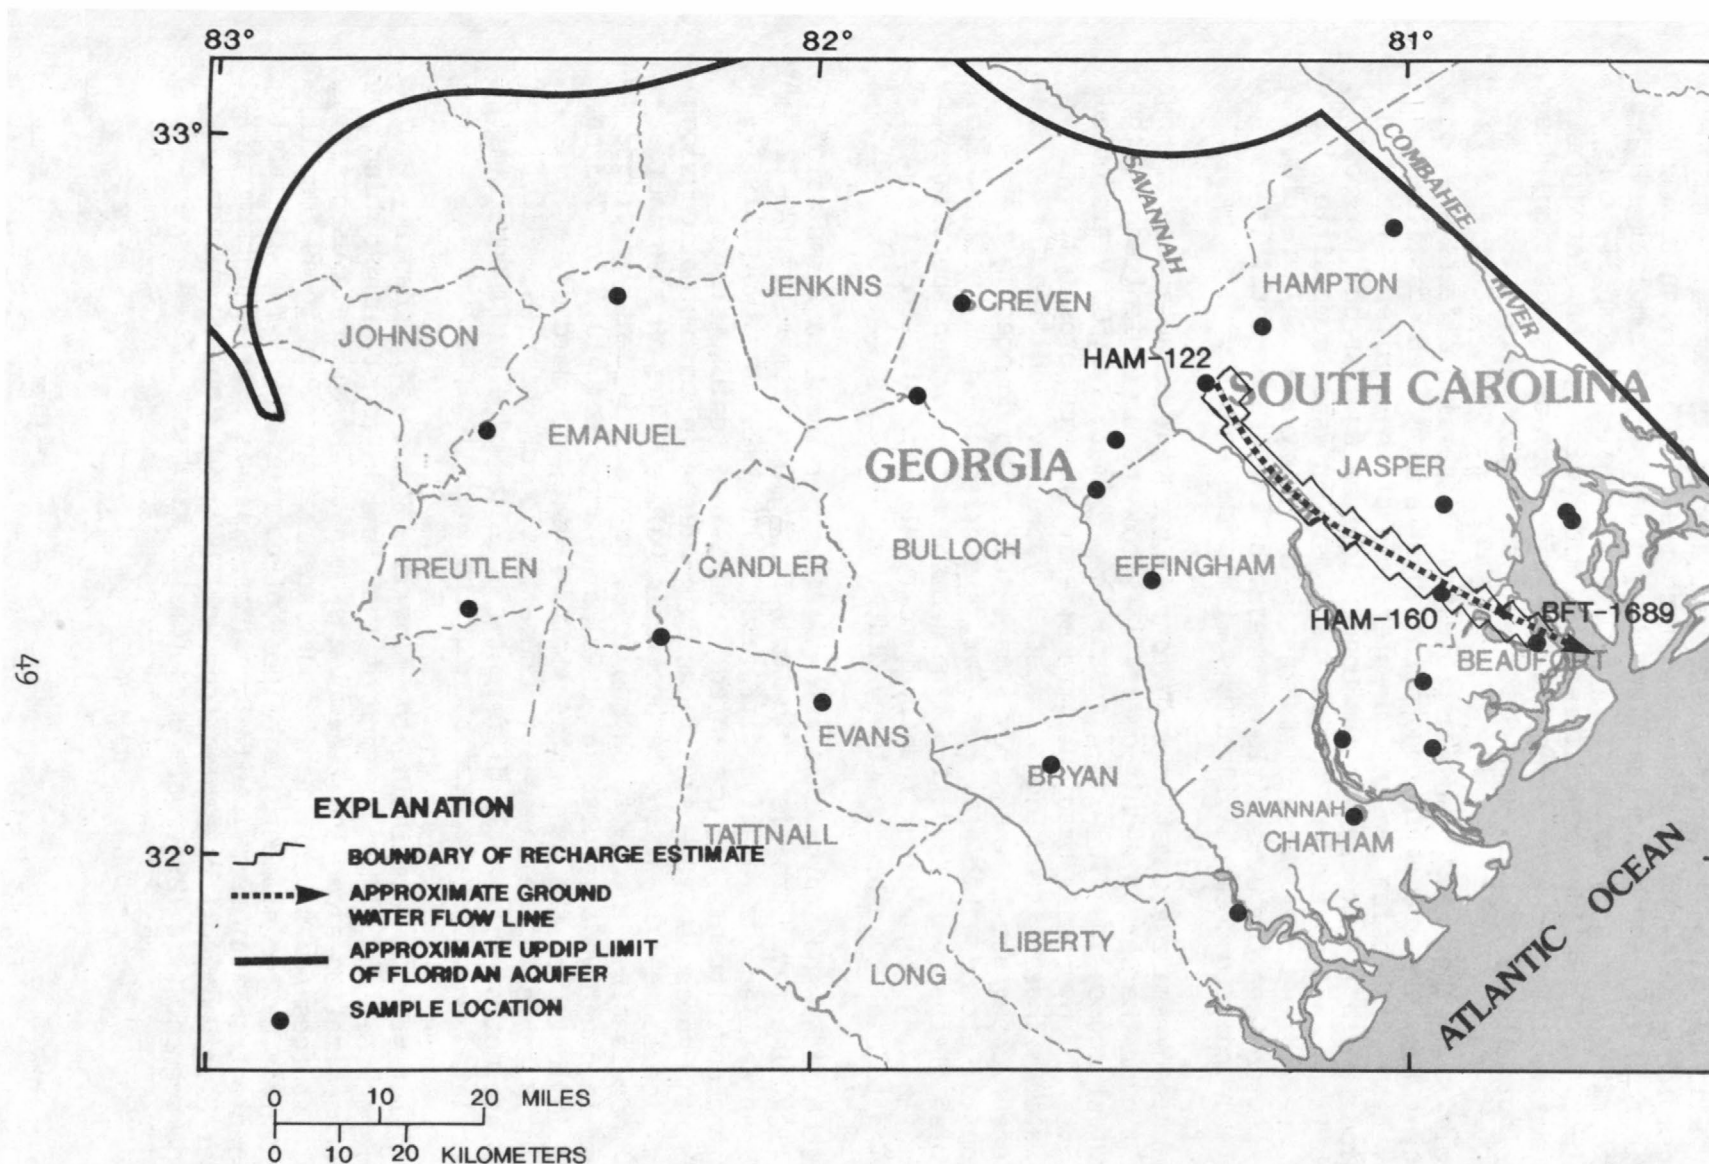 83°
82°
81°
33°
COMBAHEE
SAVANNAH
JENKINS
SCREVEN
HAMPTON
RIVER
JOHNSON
HAM-122
SOUTH CAROLINA
EMANUEL
GEORGIA
JASPER
TREUTLEN
CANDLER
BULLOCH
EFFINGHAM
HAM-160
BFT-1689
BEAUFORT
49
EVANS
BRYAN
EXPLANATION
SAVANNAH
TATTNALL
CHATHAM
32°
BOUNDARY OF RECHARGE ESTIMATE
APPROXIMATE GROUND
WATER FLOW LINE
APPROXIMATE UPDIP LIMIT
OF FLORIDAN AQUIFER
SAMPLE LOCATION
LIBERTY
LONG
ATLANTIC OCEAN
0 10 20 MILES
0 10 20 KILOMETERS